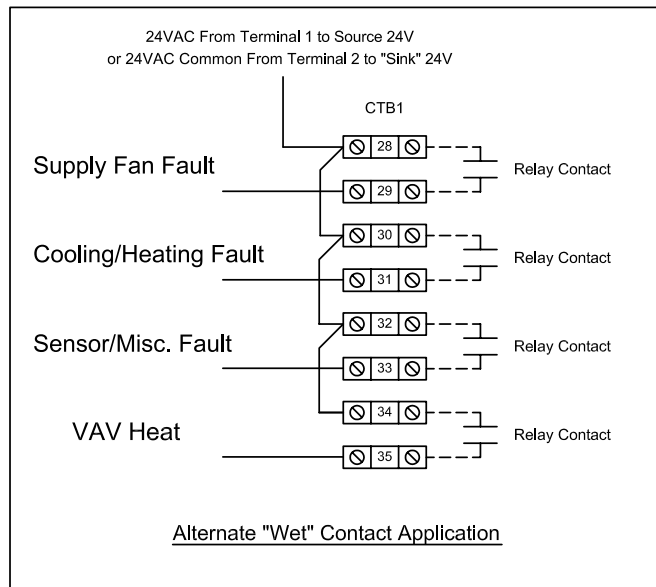 24VAC From Terminal 1 to Source 24V
or 24VAC Common From Terminal 2 to "Sink" 24V
CTB1
28
Supply Fan Fault
Relay Contact
29
30
Cooling/Heating Fault
Relay Contact
31
32
Sensor/Misc. Fault
Relay Contact
33
34
VAV Heat
Relay Contact
35
Alternate "Wet" Contact Application